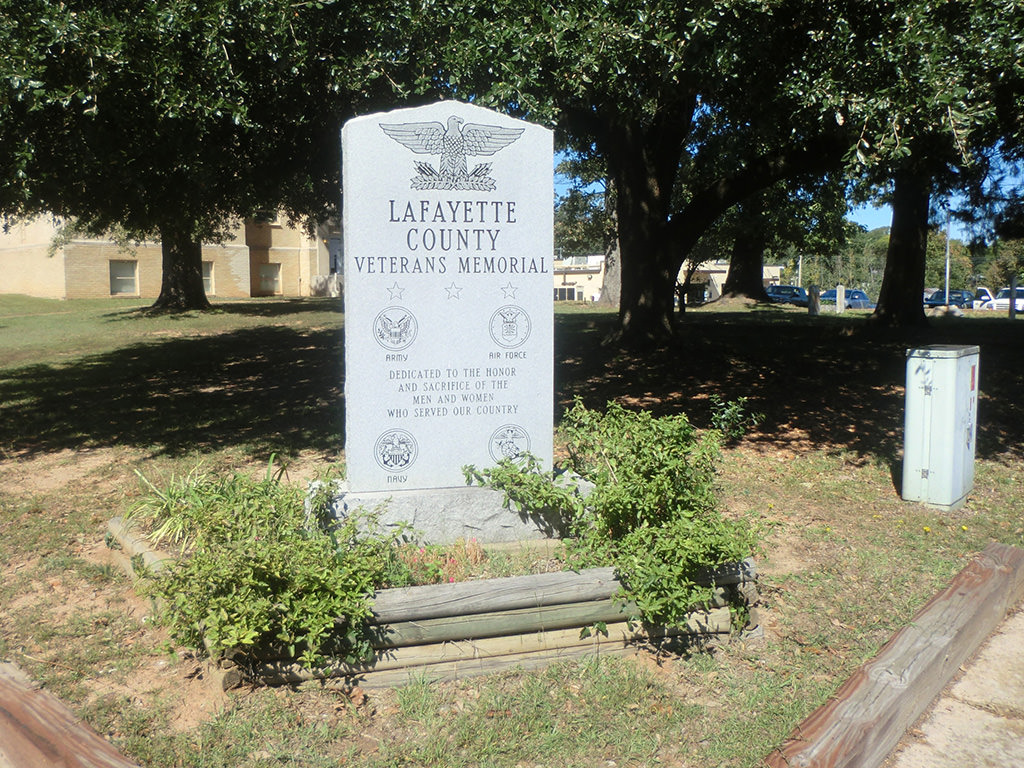 LAFAYETTE
COUNTY
VETERANS MEMORIAL
ARMY
AIR FORCE
DEDICATED TO THE HONOR
AND SACRIFICE OF THE
MEN AND WOMEN
WHO SERVED OUR COUNTRY
NAVY